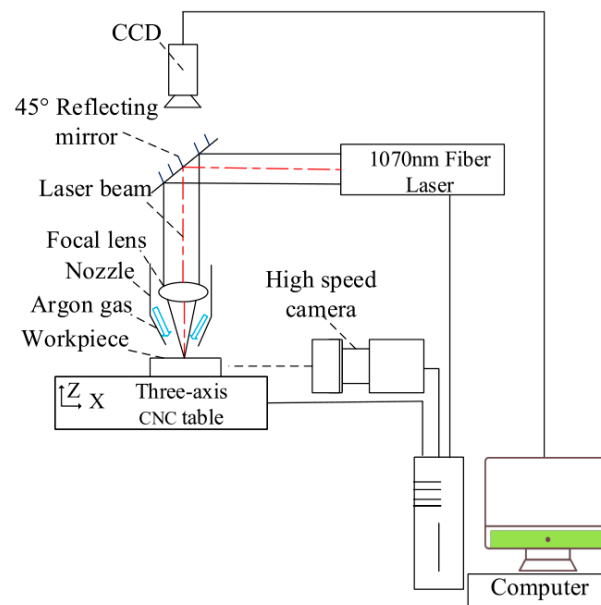 CCD
45° Reflecting
mirror
1070nm Fiber
Laser
Laser beam
Focal lens
Nozzle
High speed
camera
Argon gas
Workpiece
Z
X
Three-axis
CNC table
Computer